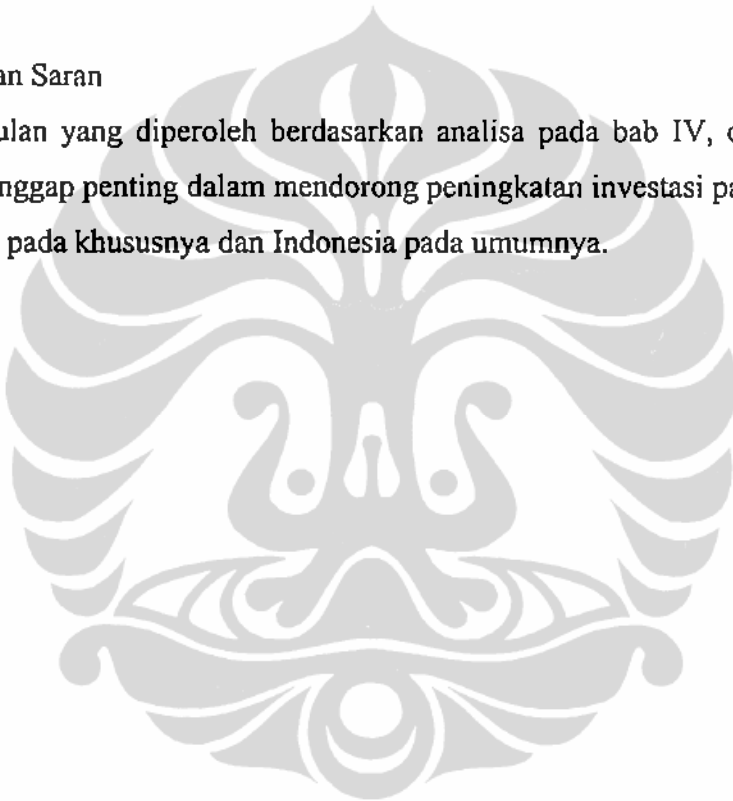 an Saran
ulan yang diperoleh berdasarkan analisa pada bab IV,
nggap penting dalam mendorong peningkatan investasi pa
pada khususnya dan Indonesia pada umumnya.